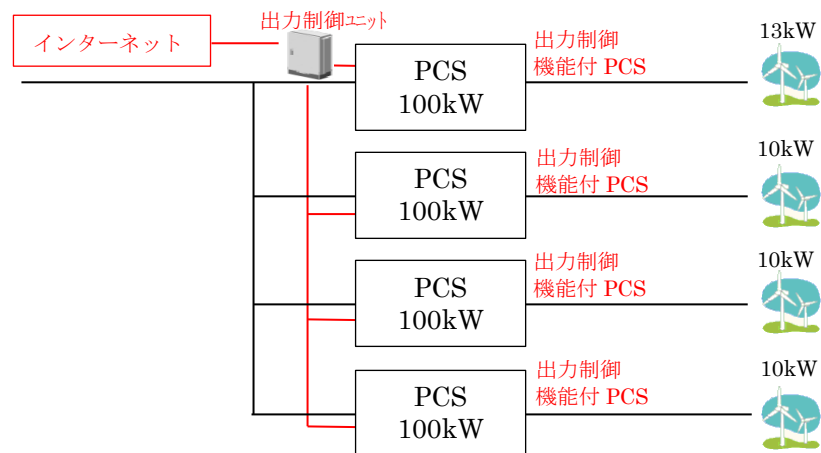 出力制御ユニット
インターネット
PCS
100kW
出力制御
機能付 PCS
13kW
PCS
100kW
出力制御
機能付 PCS
10kW
PCS
100kW
出力制御
機能付 PCS
10kW
PCS
100kW
出力制御
機能付 PCS
10kW